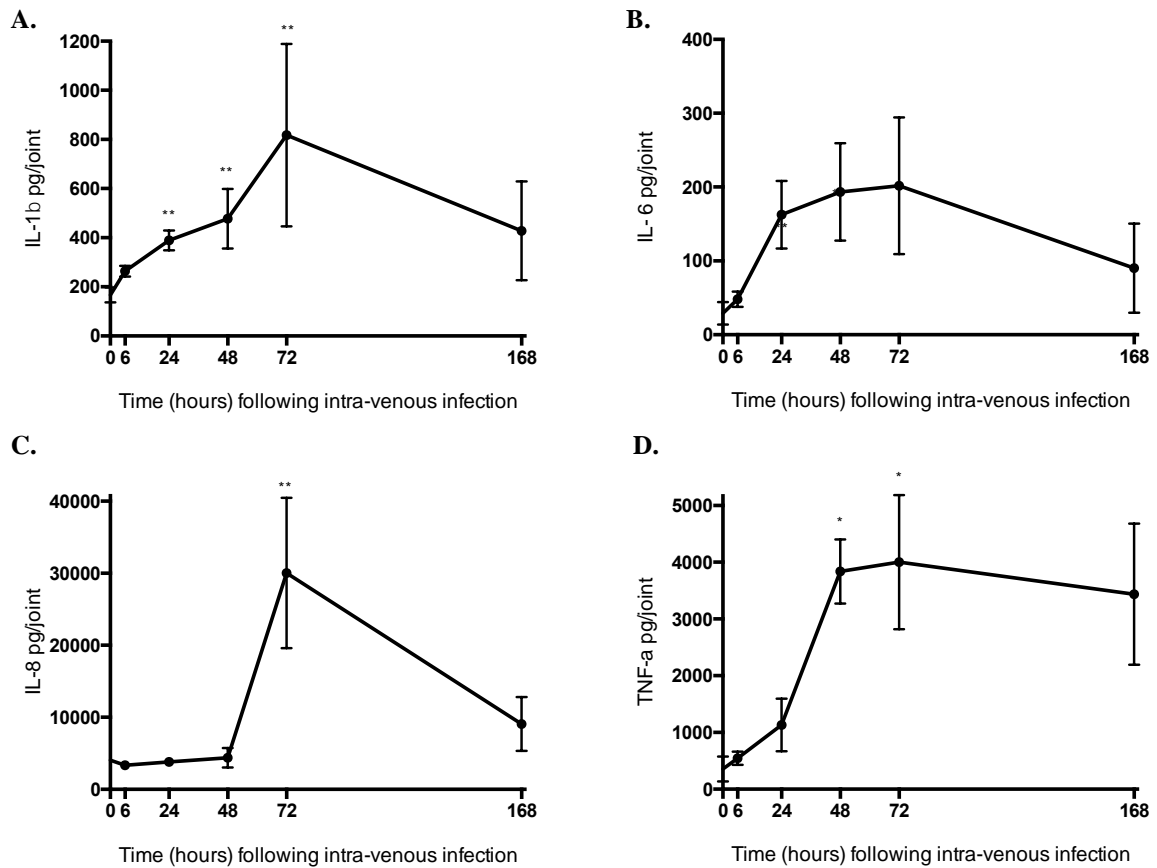 A.
1200
1000
800
600
400
200
0
**
**
**
0 6 24 48 72 168
IL-1b pg/joint
Time (hours) following intra-venous infection
B.
400
300
200
100
0
**
**
0 6 24 48 72 168
IL- 6 pg/joint
Time (hours) following intra-venous infection
C.
40000
30000
20000
10000
0
**
0 6 24 48 72 168
IL-8 pg/joint
Time (hours) following intra-venous infection
D.
5000
4000
3000
2000
1000
0
*
*
0 6 24 48 72 168
TNF-a pg/joint
Time (hours) following intra-venous infection